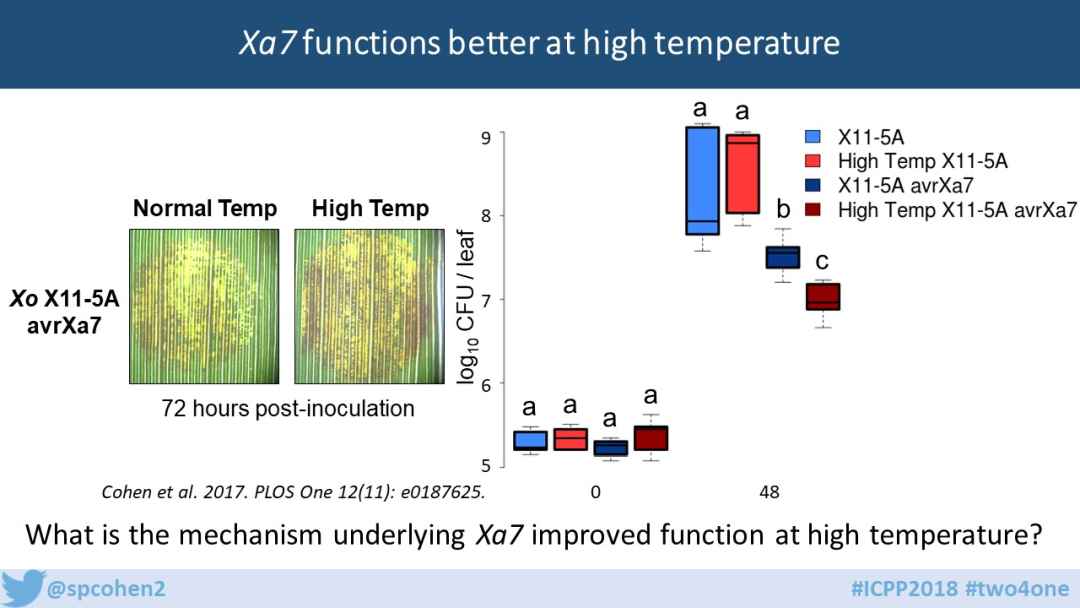 Xa7 functions better at high temperature
Normal Temp
High Temp
Xo X11-5A
avrXa7
72 hours post-inoculation
log10 CFU / leaf
9
8
7
6
5
a
a
a
a
a
a
b
c
0
48
X11-5A
High Temp X11-5A
X11-5A avrXa7
High Temp X11-5A avrXa7
Cohen et al. 2017. PLOS One 12(11): e0187625.
What is the mechanism underlying Xa7 improved function at high temperature?
@spcohen2
#ICPP2018 #two4one